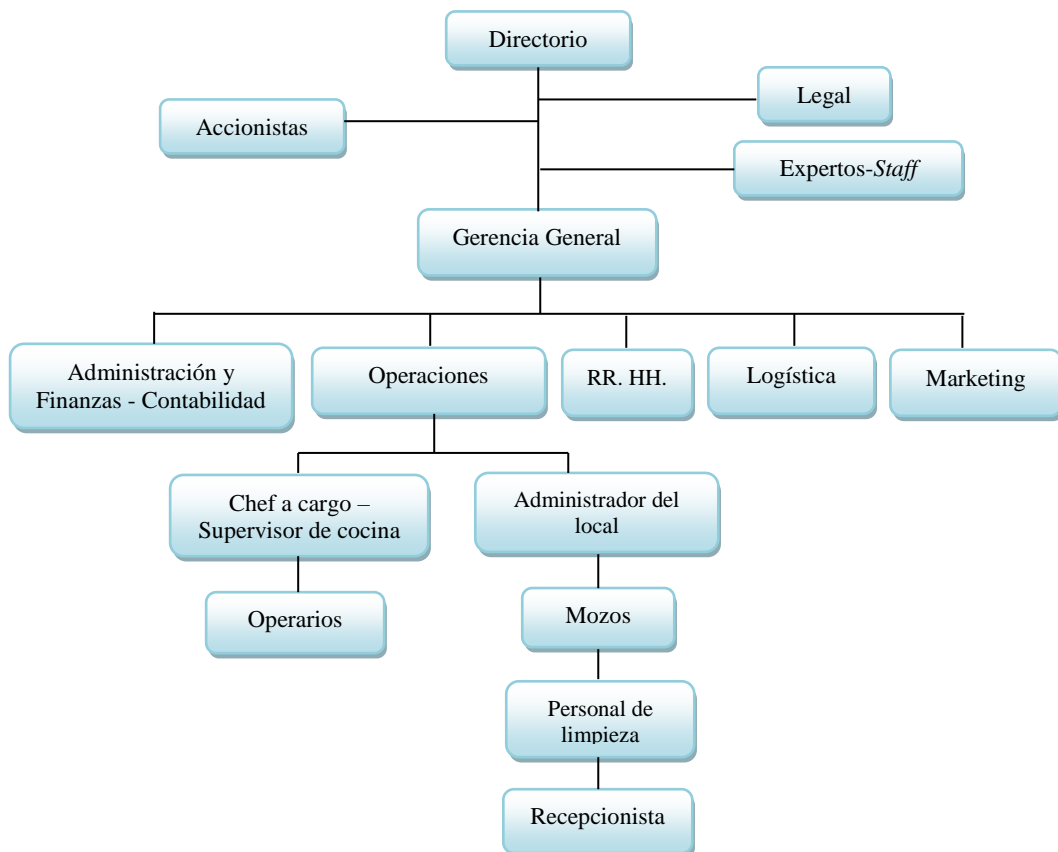 Directorio
Legal
Accionistas
Expertos-Staff
Gerencia General
Administración y
Finanzas - Contabilidad
Operaciones
RR. HH.
Logística
Marketing
Chef a cargo –
Supervisor de cocina
Administrador del
local
Operarios
Mozos
Personal de
limpieza
Recepcionista